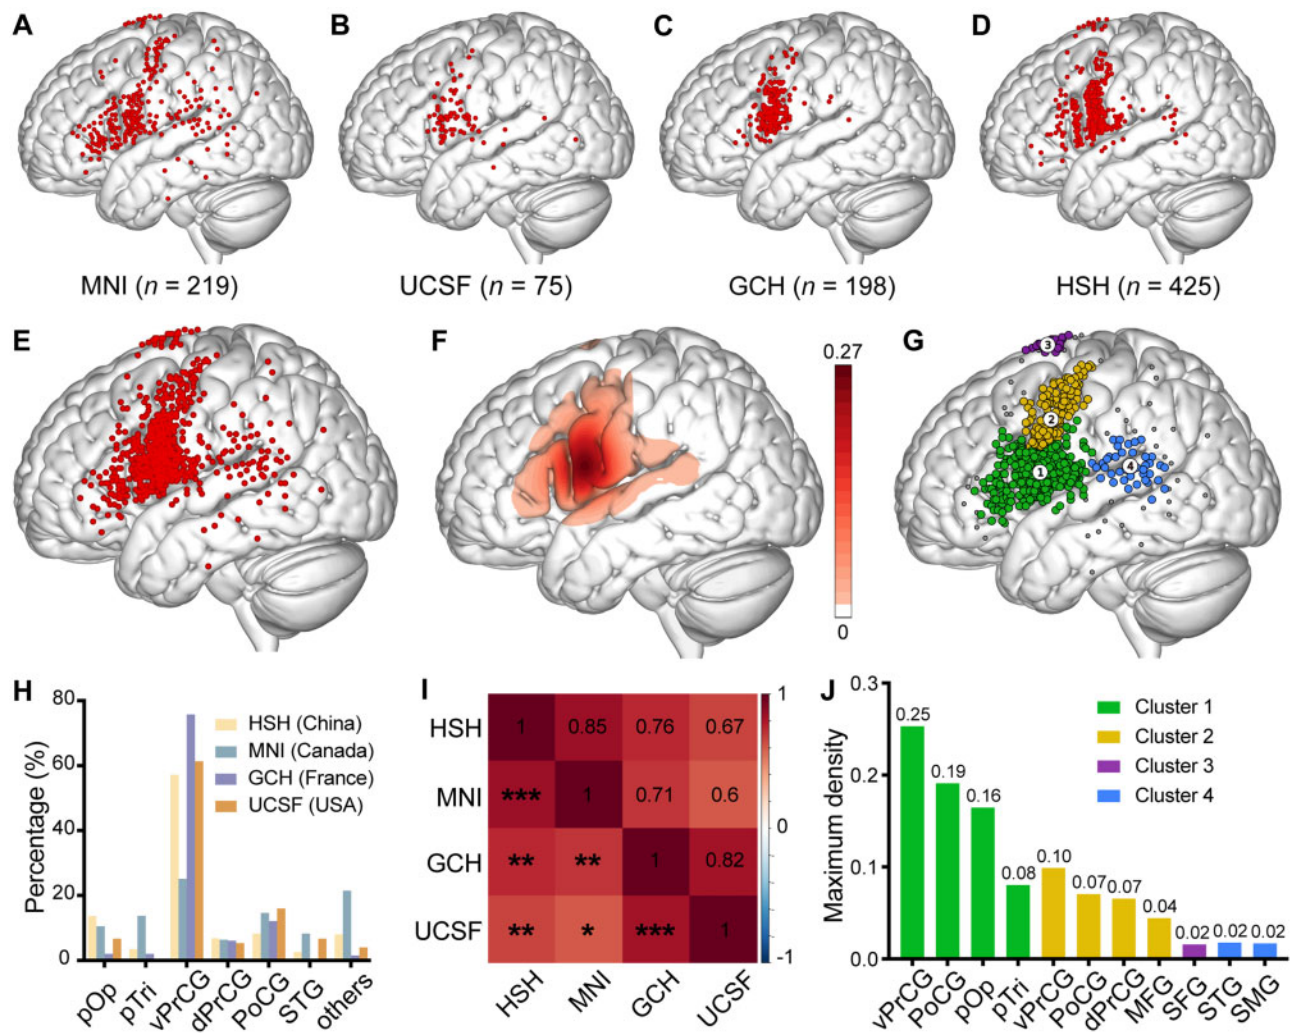 A
B
C
D
MNI (n = 219)
UCSF (n = 75)
GCH (n = 198)
HSH (n = 425)
E
F
G
0.27
0
3
2
1
4
H
Percentage (%)
80
60
40
20
0
HSH (China)
MNI (Canada)
GCH (France)
UCSF (USA)
pOp
pTri
vPrCG
dPrCG
PoCG
STG
others
I
HSH
1
0.85
0.76
0.67
MNI
***
1
0.71
0.6
GCH
**
**
1
0.82
UCSF
**
*
***
1
HSH
MNI
GCH
UCSF
1
0
-1
J
Maximum density
0.3
0.2
0.1
0.0
0.25
0.19
0.16
0.08
0.10
0.07
0.07
0.04
0.02
0.02
0.02
Cluster 1
Cluster 2
Cluster 3
Cluster 4
vPrCG
PoCG
pOp
pTri
vPrCG
PoCG
dPrCG
MFG
SFG
STG
SMG